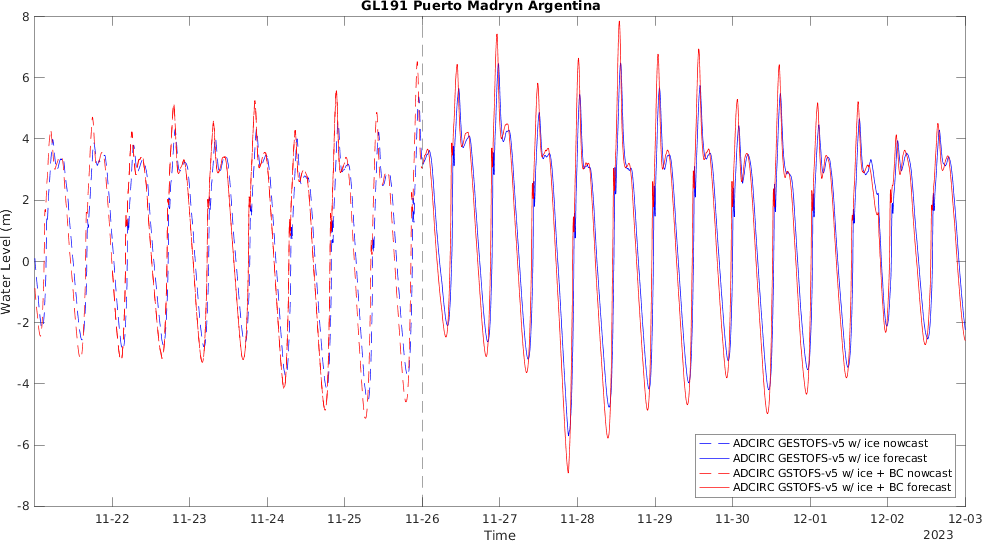 GL191 Puerto Madryn Argentina
8
6
4
2
0
-2
-4
-6
-8
Water Level (m)
ADCIRC GESTOFS-v5 w/ ice nowcast
ADCIRC GESTOFS-v5 w/ ice forecast
ADCIRC GSTOFS-v5 w/ ice + BC nowcast
ADCIRC GSTOFS-v5 w/ ice + BC forecast
11-22 11-23 11-24 11-25 11-26 11-27 11-28 11-29 11-30 12-01 12-02 12-03
Time
2023